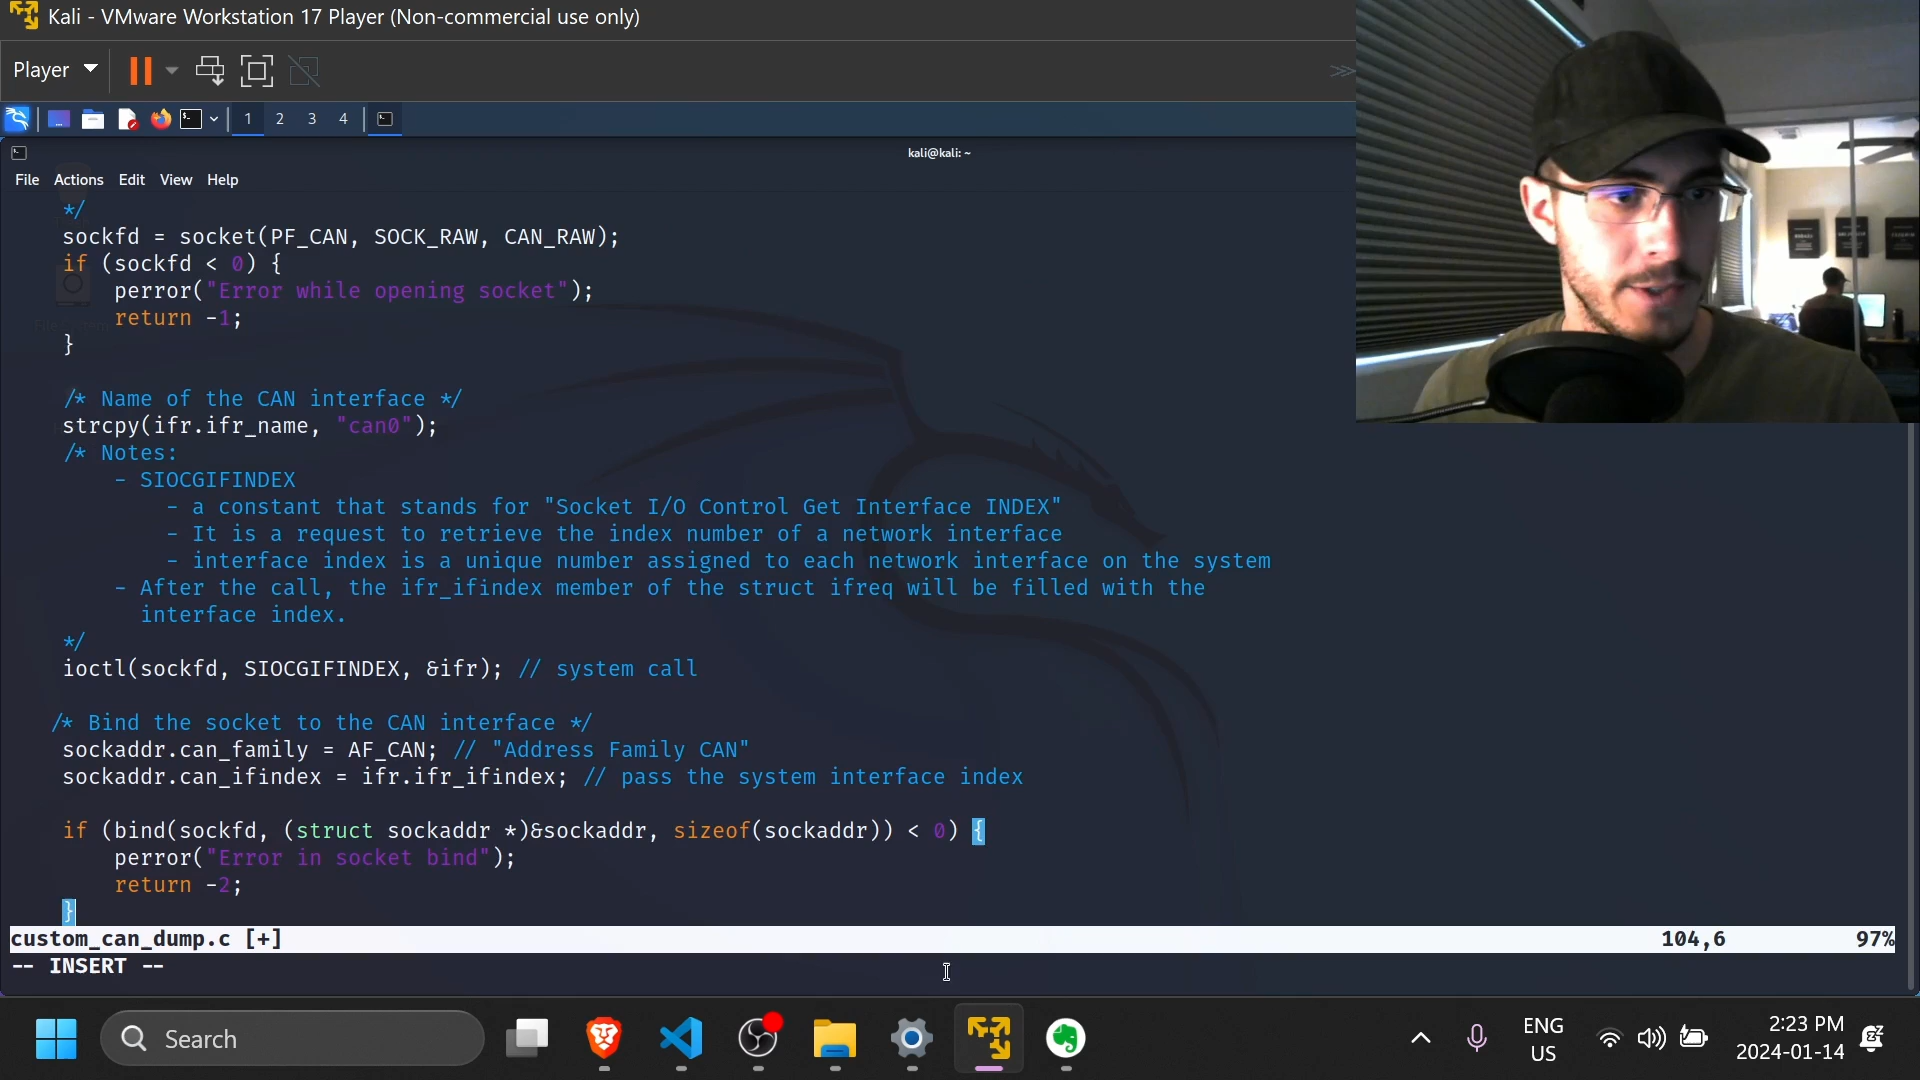 Kali - VMware Workstation 17 Player (Non-commercial use only)
Player
1 2 3 4
kali@kali: ~
File Actions Edit View Help
*/
sockfd = socket(PF_CAN, SOCK_RAW, CAN_RAW);
if (sockfd < 0) {
perror("Error while opening socket");
return -1;
}
/* Name of the CAN interface */
strcpy(ifr.ifr_name, "can0");
/* Notes:
- SIOCGIFINDEX
- a constant that stands for "Socket I/O Control Get Interface INDEX"
- It is a request to retrieve the index number of a network interface
- interface index is a unique number assigned to each network interface on the system
- After the call, the ifr_ifindex member of the struct ifreq will be filled with the
interface index.
*/
ioctl(sockfd, SIOCGIFINDEX, &ifr); // system call
/* Bind the socket to the CAN interface */
sockaddr.can_family = AF_CAN; // "Address Family CAN"
sockaddr.can_ifindex = ifr.ifr_ifindex; // pass the system interface index
if (bind(sockfd, (struct sockaddr *)&sockaddr, sizeof(sockaddr)) < 0) {
perror("Error in socket bind");
return -2;
}
custom_can_dump.c [+] 104,6 97%
-- INSERT --
Search
ENG
US
2:23 PM
2024-01-14